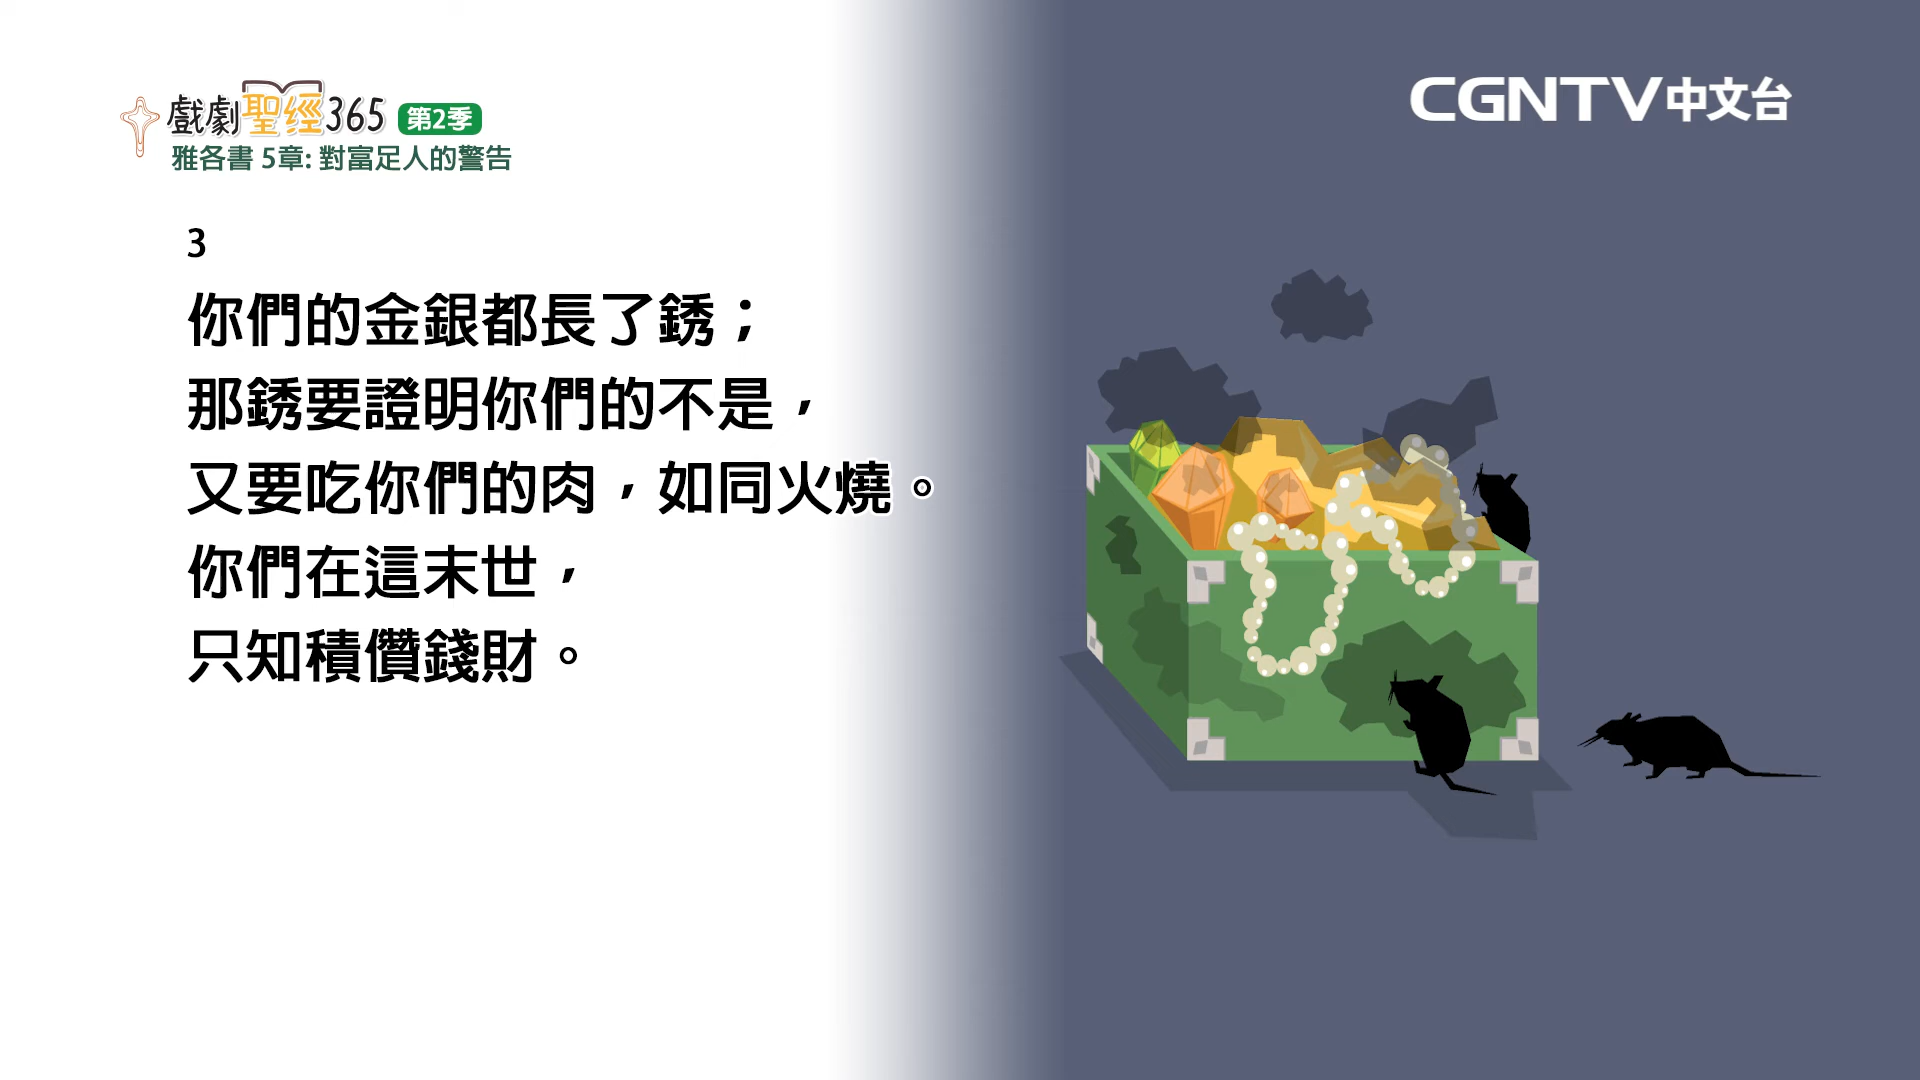 戲劇聖經365 第2季
CGNTV中文台
雅各書 5章: 對富足人的警告
3
你們的金銀都長了銹；
那銹要證明你們的不是，
又要吃你們的肉，如同火燒。
你們在這末世，
只知積儹錢財。